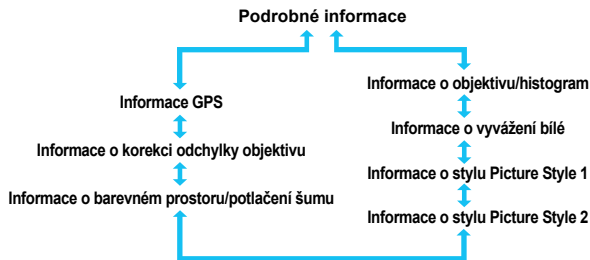 Podrobné informace
Informace o objektivu/histogram
Informace GPS
Informace o vyvážení bílé
Informace o korekci odchylky objektivu
Informace o stylu Picture Style 1
Informace o barevném prostoru/potlačení šumu
Informace o stylu Picture Style 2